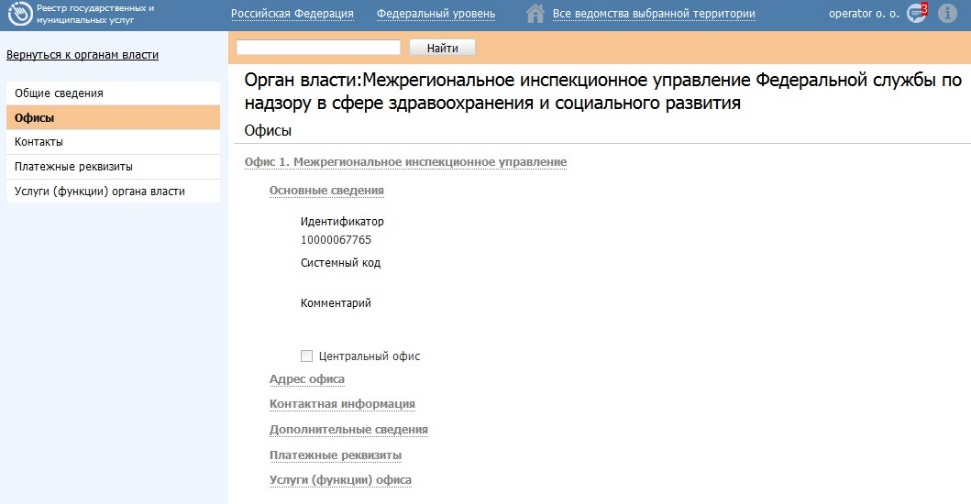 Реестр государственных и
муниципальных услуг
Российская Федерация Федеральный уровень Все ведомства выбранной территории operator o. o. 3
Вернуться к органам власти
Найти
Общие сведения
Офисы
Контакты
Платежные реквизиты
Услуги (функции) органа власти
Орган власти:Межрегиональное инспекционное управление Федеральной службы по
надзору в сфере здравоохранения и социального развития
Офисы
Офис 1. Межрегиональное инспекционное управление
Основные сведения
Идентификатор
10000067765
Системный код
Комментарий
Центральный офис
Адрес офиса
Контактная информация
Дополнительные сведения
Платежные реквизиты
Услуги (функции) офиса